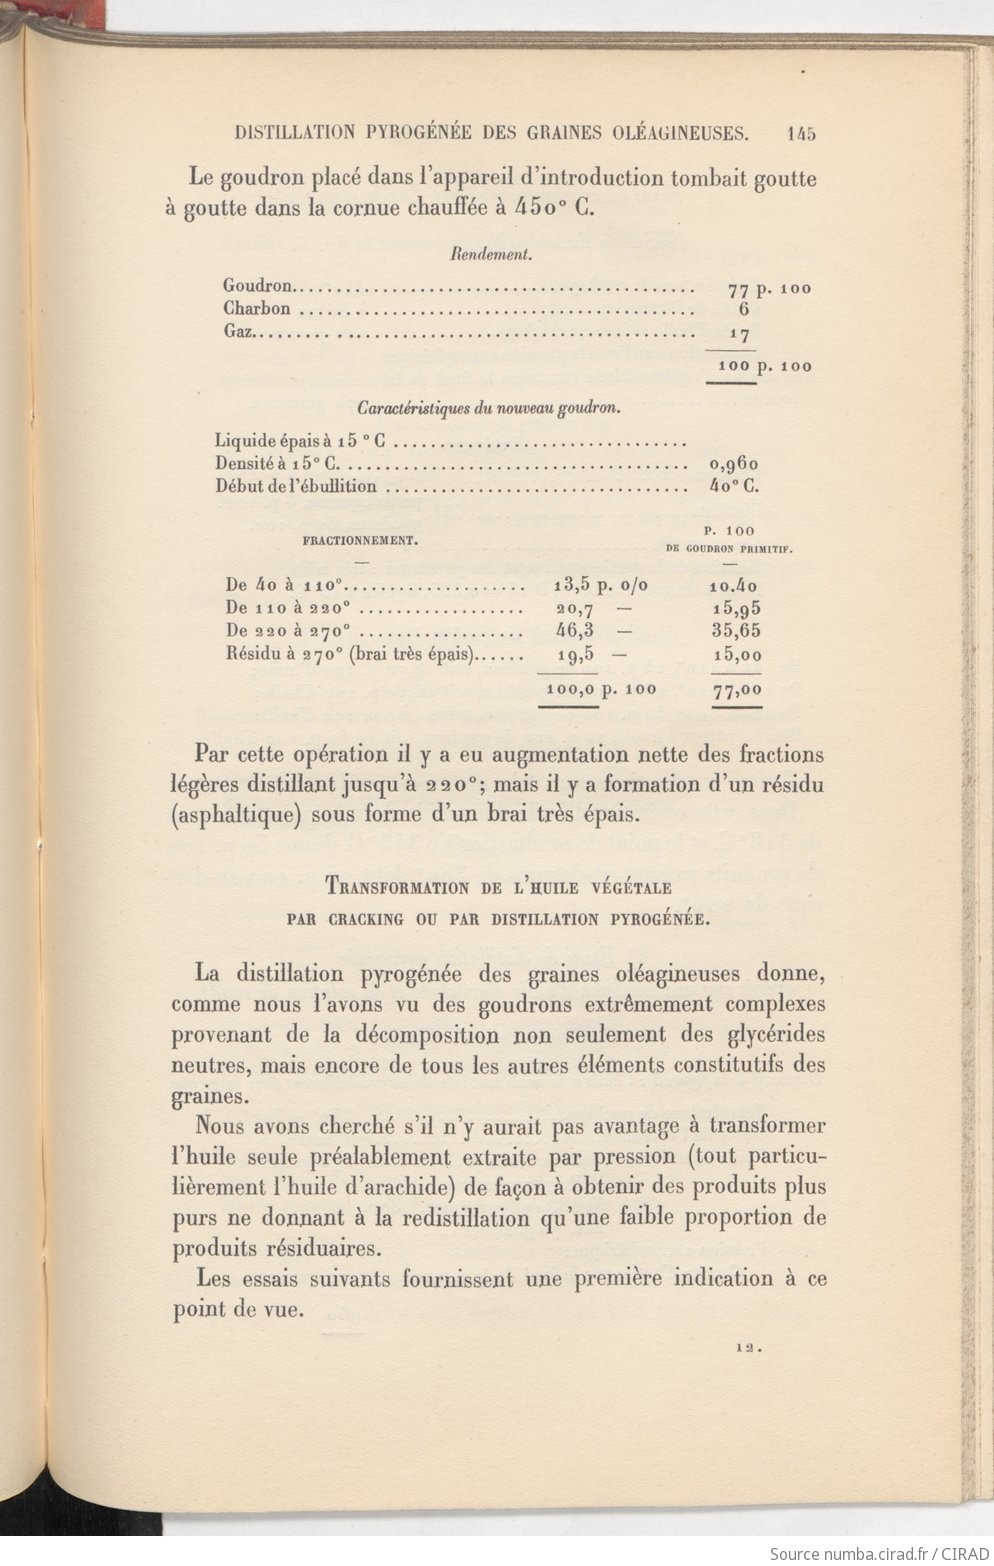 DISTILLATION PYROGÉNÉE DES GRAINES OLÉAGINEUSES. 145
Le goudron placé dans l'appareil d'introduction tombait goutte
à goutte dans la cornue chauffée à 450° C.
Rendement.
Goudron............................................ 77 p. 100
Charbon ........................................... 6
Gaz................................................ 17
100 p. 100
Caractéristiques du nouveau goudron.
Liquide épais à 15 ° C ................................
Densité à 15° C. ..................................... 0,960
Début de l'ébullition ................................. 40° C.
FRACTIONNEMENT. P. 100
DE GOUDRON PRIMITIF.
De 40 à 110°.................... 13,5 p. 0/0 10.40
De 110 à 220° .................. 20,7 — 15,95
De 220 à 270° .................. 46,3 — 35,65
Résidu à 270° (brai très épais)...... 19,5 — 15,00
100,0 p. 100 77,00
Par cette opération il y a eu augmentation nette des fractions
légères distillant jusqu'à 220°; mais il y a formation d'un résidu
(asphaltique) sous forme d'un brai très épais.
TRANSFORMATION DE L'HUILE VÉGÉTALE
PAR CRACKING OU PAR DISTILLATION PYROGÉNÉE.
La distillation pyrogénée des graines oléagineuses donne,
comme nous l'avons vu des goudrons extrêmement complexes
provenant de la décomposition non seulement des glycérides
neutres, mais encore de tous les autres éléments constitutifs des
graines.
Nous avons cherché s'il n'y aurait pas avantage à transformer
l'huile seule préalablement extraite par pression (tout particu-
lièrement l'huile d'arachide) de façon à obtenir des produits plus
purs ne donnant à la redistillation qu'une faible proportion de
produits résiduaires.
Les essais suivants fournissent une première indication à ce
point de vue.
12.
Source numba.cirad.fr / CIRAD